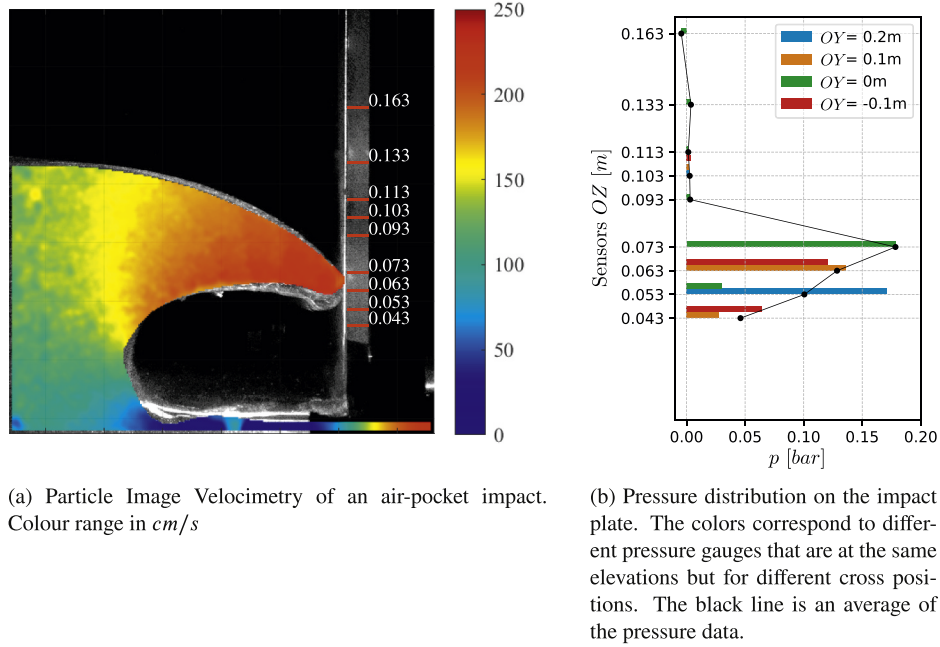 0.163
0.133
0.113
0.103
0.093
0.073
0.063
0.053
0.043
250
200
150
100
50
0
(a) Particle Image Velocimetry of an air-pocket impact.
Colour range in cm/s
Sensors OZ [m]
0.163
0.133
0.113
0.103
0.093
0.073
0.063
0.053
0.043
OY= 0.2m
OY= 0.1m
OY= 0m
OY= -0.1m
0.00 0.05 0.10 0.15 0.20
p [bar]
(b) Pressure distribution on the impact
plate. The colors correspond to differ-
ent pressure gauges that are at the same
elevations but for different cross posi-
tions. The black line is an average of
the pressure data.